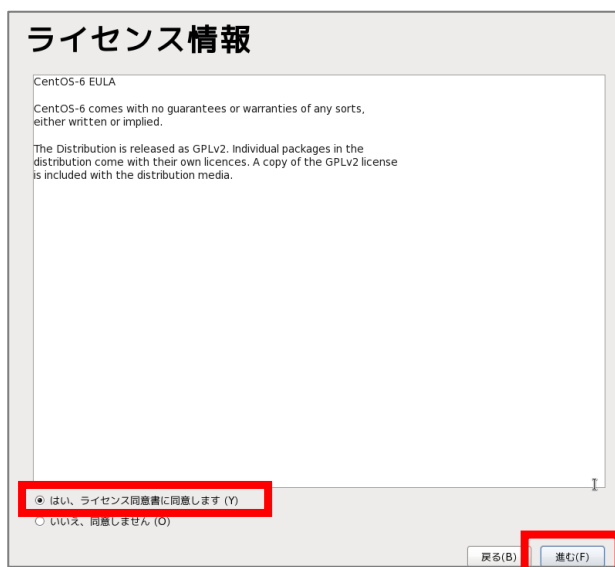 ライセンス情報
CentOS-6 EULA
CentOS-6 comes with no guarantees or warranties of any sorts,
either written or implied.
The Distribution is released as GPLv2. Individual packages in the
distribution come with their own licences. A copy of the GPLv2 license
is included with the distribution media.
はい、ライセンス同意書に同意します (Y)
いいえ、同意しません (O)
戻る(B)
進む(F)